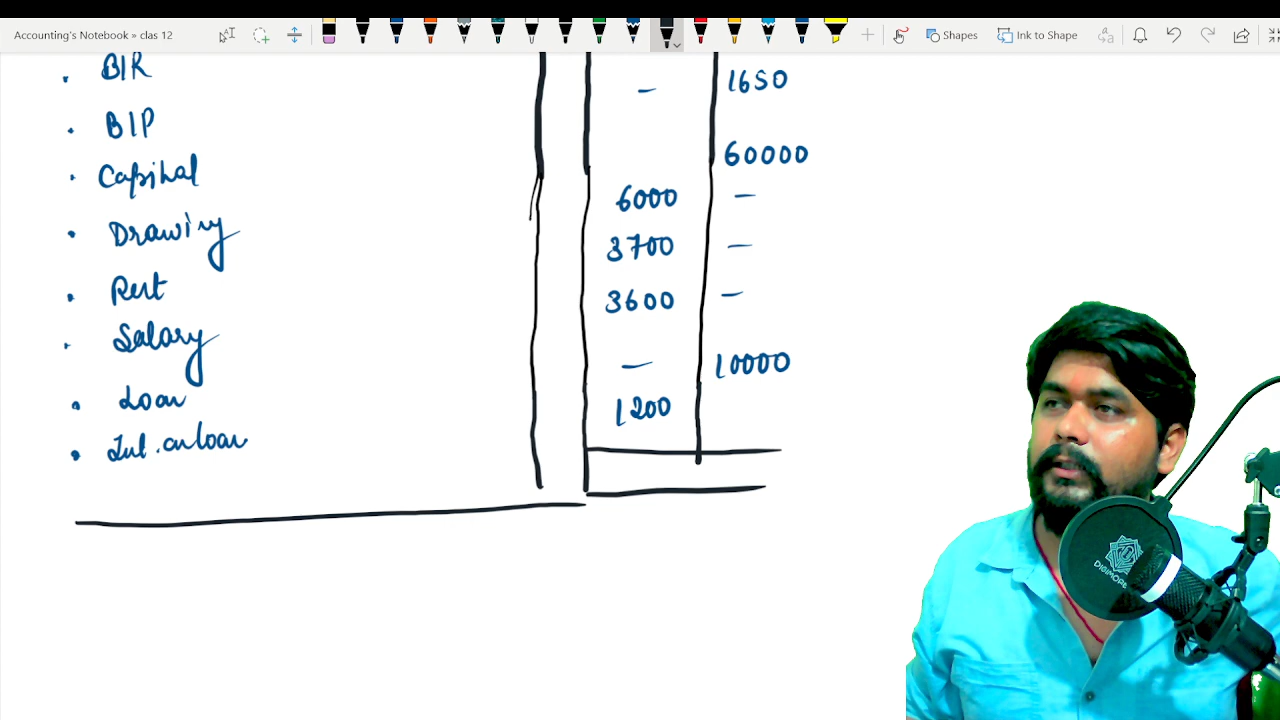 Accounting's Notebook » clas 12
Shapes
Ink to Shape
B/R
- 1650
B/P
60000
Capital
6000 -
Drawing
3700 -
Rent
3600 -
Salary
- 10000
Loan
1200
Int. on loan